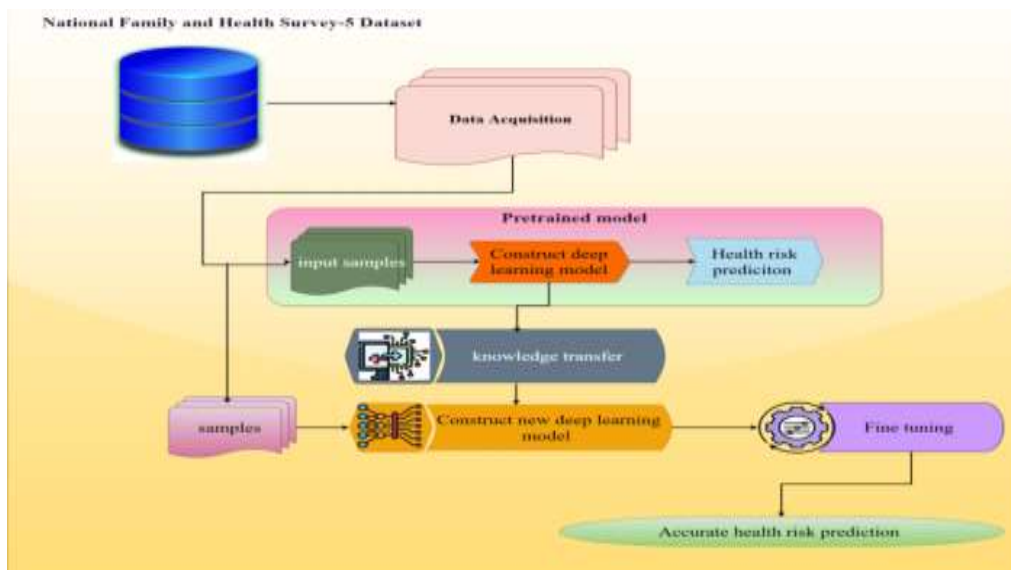 National Family and Health Survey-5 Dataset
Data Acquisition
Pretrained model
input samples
Construct deep
learning model
Health risk
prediciton
knowledge transfer
samples
Construct new deep learning
model
Fine tuning
Accurate health risk prediction